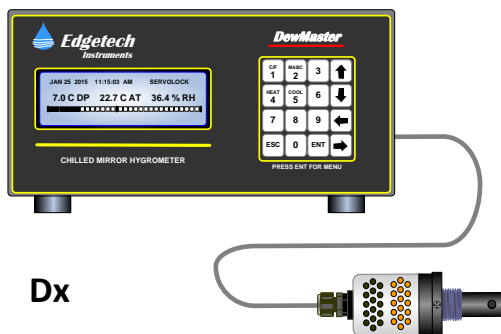 Edgetech
Instruments
DewMaster
JAN 25 2015 11:15:03 AM SERVOLOCK
7.0 C DP 22.7 C AT 36.4 % RH
C/F MABC
1 2 3
HEAT COOL
4 5 6
7 8 9
ESC 0 ENT
CHILLED MIRROR HYGROMETER
PRESS ENT FOR MENU
Dx